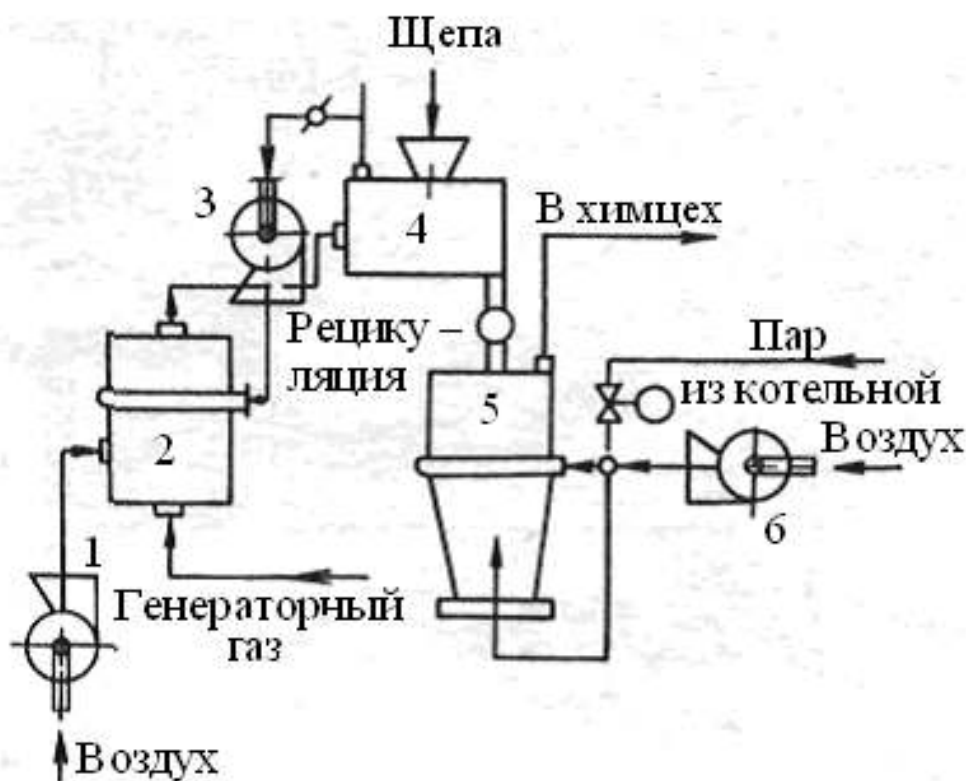 Щепа
3
4
В химцех
Рецику –
ляция
Пар
из котельной
5
Воздух
2
6
1
Генераторный
газ
Воздух